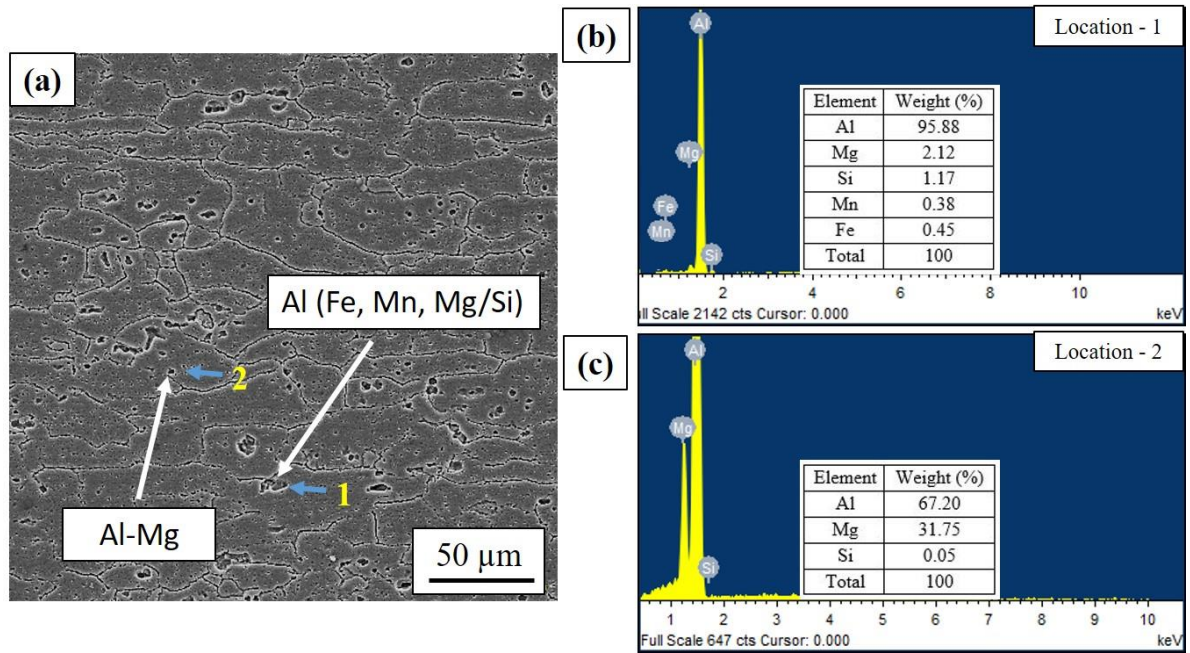 (a)
Al (Fe, Mn, Mg/Si)
2
1
Al-Mg
50 µm
(b)
Location - 1
Al
Mg
Fe
Mn
Si
Element Weight (%)
Al 95.88
Mg 2.12
Si 1.17
Mn 0.38
Fe 0.45
Total 100
2 4 6 8 10
ull Scale 2142 cts Cursor: 0.000 keV
(c)
Location - 2
Al
Mg
Si
Element Weight (%)
Al 67.20
Mg 31.75
Si 0.05
Total 100
1 2 3 4 5 6 7 8 9 10
Full Scale 647 cts Cursor: 0.000 keV